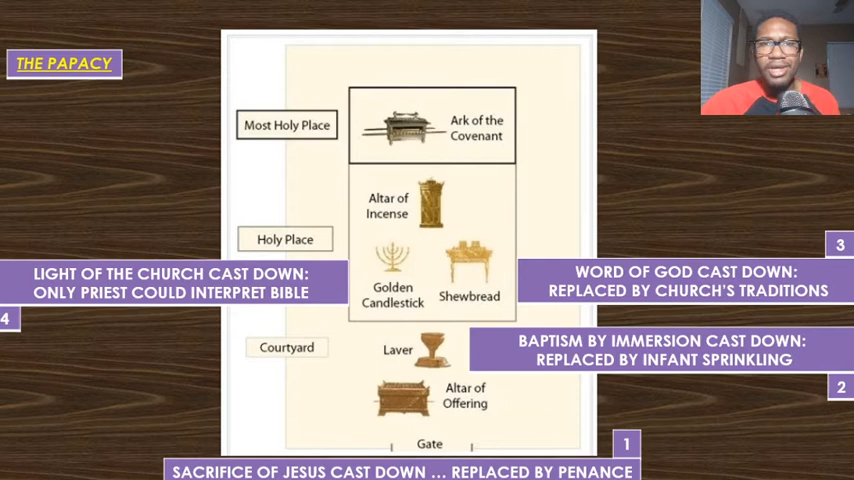 THE PAPACY
Most Holy Place
Ark of the
Covenant
Altar of
Incense
Holy Place
3
LIGHT OF THE CHURCH CAST DOWN:
ONLY PRIEST COULD INTERPRET BIBLE
4
Golden
Candlestick
Shewbread
WORD OF GOD CAST DOWN:
REPLACED BY CHURCH'S TRADITIONS
Courtyard
Laver
BAPTISM BY IMMERSION CAST DOWN:
REPLACED BY INFANT SPRINKLING
2
Altar of
Offering
Gate
1
SACRIFICE OF JESUS CAST DOWN ... REPLACED BY PENANCE